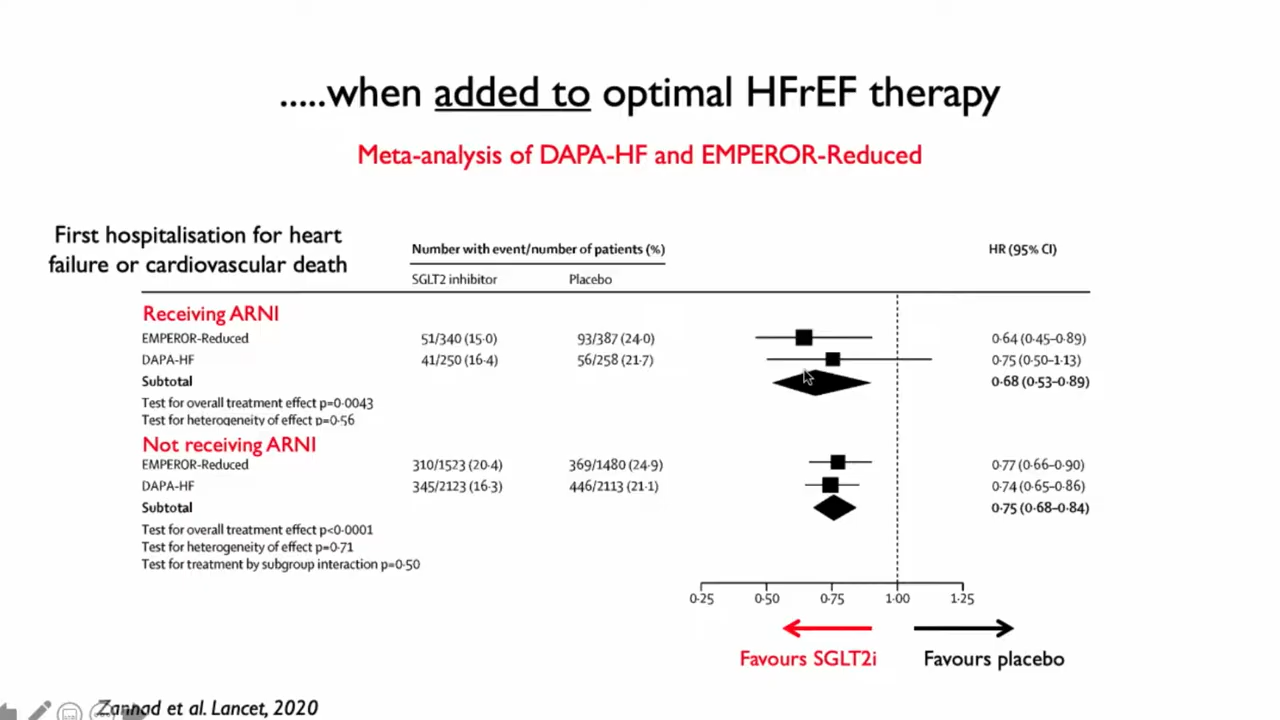 .....when added to optimal HFrEF therapy
Meta-analysis of DAPA-HF and EMPEROR-Reduced
First hospitalisation for heart
failure or cardiovascular death
Number with event/number of patients (%)
HR (95% CI)
SGLT2 inhibitor Placebo
Receiving ARNI
EMPEROR-Reduced 51/340 (15·0) 93/387 (24·0) 0·64 (0·45–0·89)
DAPA-HF 41/250 (16·4) 56/258 (21·7) 0·75 (0·50–1·13)
Subtotal 0·68 (0·53–0·89)
Test for overall treatment effect p=0·0043
Test for heterogeneity of effect p=0·56
Not receiving ARNI
EMPEROR-Reduced 310/1523 (20·4) 369/1480 (24·9) 0·77 (0·66–0·90)
DAPA-HF 345/2123 (16·3) 446/2113 (21·1) 0·74 (0·65–0·86)
Subtotal 0·75 (0·68–0·84)
Test for overall treatment effect p<0·0001
Test for heterogeneity of effect p=0·71
Test for treatment by subgroup interaction p=0·50
0·25 0·50 0·75 1·00 1·25
Favours SGLT2i Favours placebo
Zannad et al. Lancet, 2020